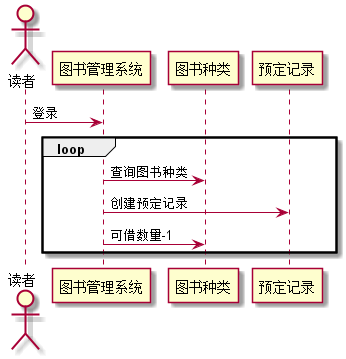 读者
图书管理系统
图书种类
预定记录
登录
loop
查询图书种类
创建预定记录
可借数量-1
读者
图书管理系统
图书种类
预定记录